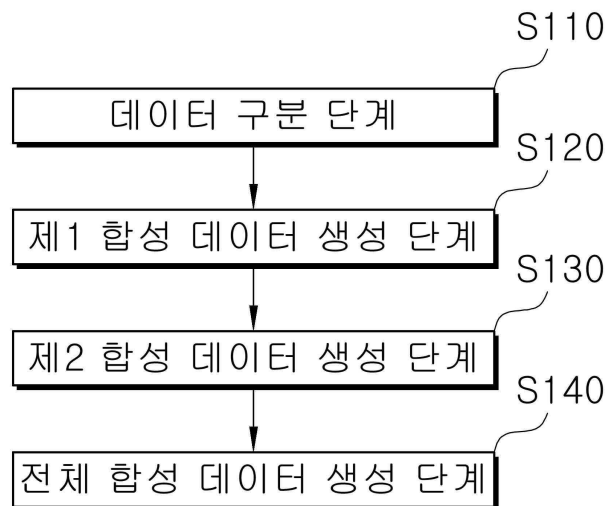 S110
데이터 구분 단계
S120
제1 합성 데이터 생성 단계
S130
제2 합성 데이터 생성 단계
S140
전체 합성 데이터 생성 단계